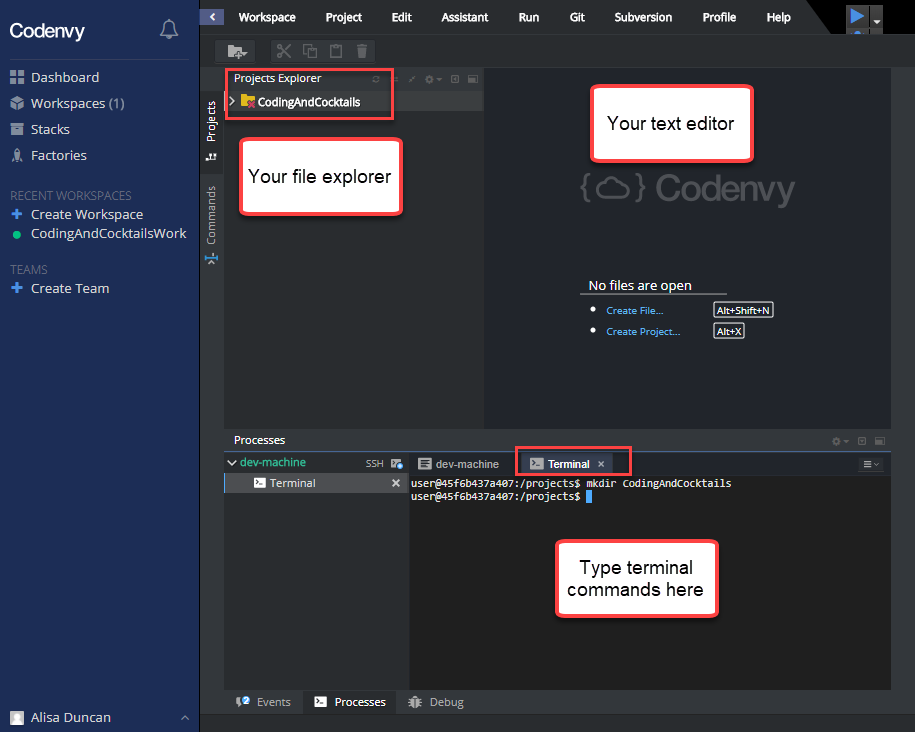 Codenvy
Dashboard
Workspaces (1)
Stacks
Factories
RECENT WORKSPACES
Create Workspace
CodingAndCocktailsWork
TEAMS
Create Team
Alisa Duncan
Workspace Project Edit Assistant Run Git Subversion Profile Help
Projects
Commands
Projects Explorer
CodingAndCocktails
Your file explorer
Your text editor
{ } Codenvy
No files are open
Create File... Alt+Shift+N
Create Project... Alt+X
Processes
dev-machine SSH
Terminal
dev-machine Terminal x
user@45f6b437a407:/projects$ mkdir CodingAndCocktails
user@45f6b437a407:/projects$
Type terminal
commands here
Events Processes Debug